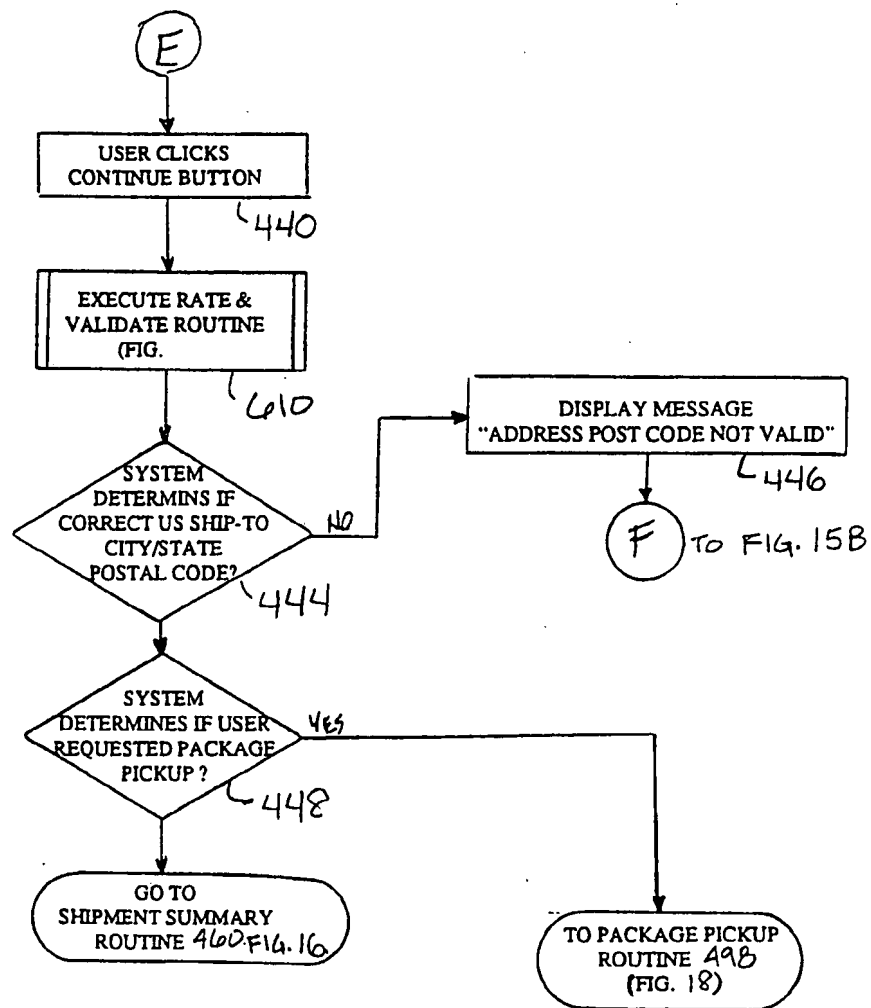 E
USER CLICKS
CONTINUE BUTTON
440
EXECUTE RATE &
VALIDATE ROUTINE
(FIG.
610
DISPLAY MESSAGE
"ADDRESS POST CODE NOT VALID"
446
F TO FIG. 15B
SYSTEM
DETERMINS IF
CORRECT US SHIP-TO
CITY/STATE
POSTAL CODE?
NO
444
SYSTEM
DETERMINES IF USER
REQUESTED PACKAGE
PICKUP ?
YES
448
GO TO
SHIPMENT SUMMARY
ROUTINE 460 FIG. 16
TO PACKAGE PICKUP
ROUTINE 498
(FIG. 18)